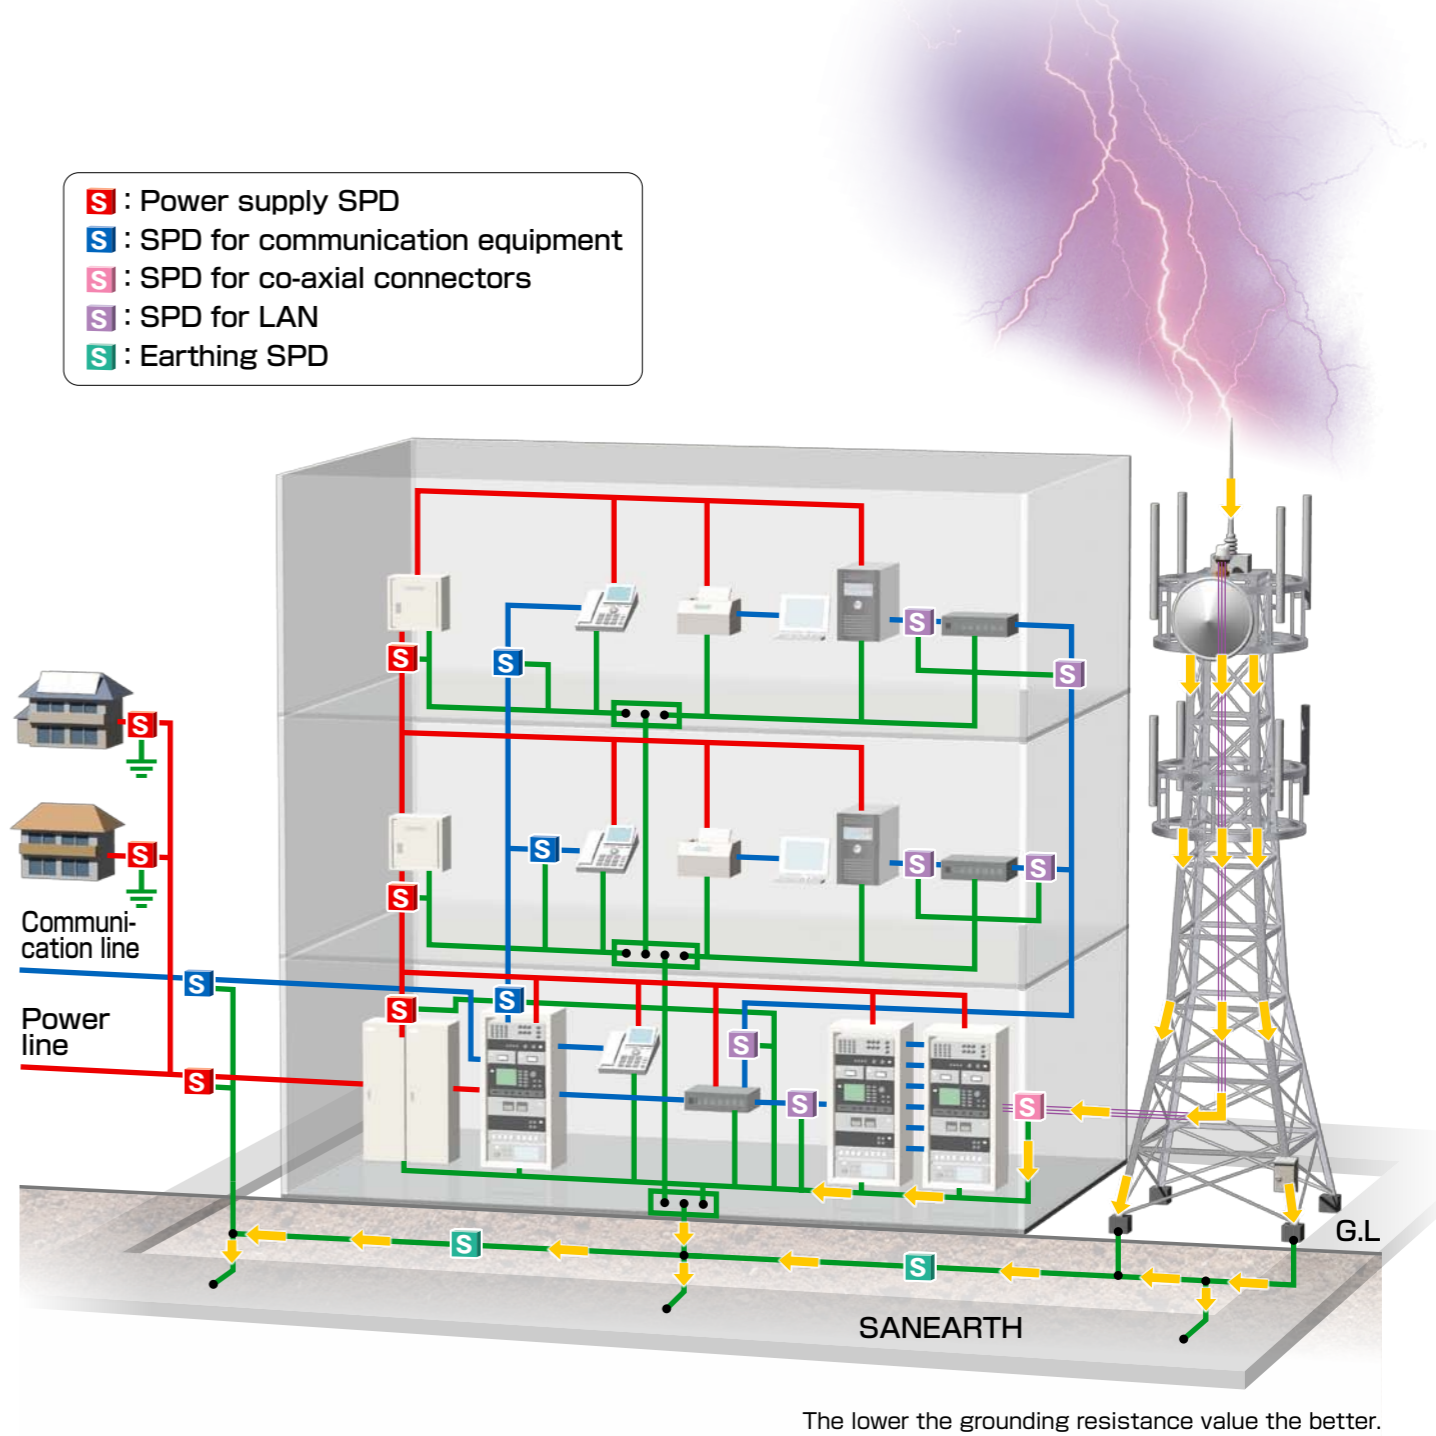 S : Power supply SPD
S : SPD for communication equipment
S : SPD for co-axial connectors
S : SPD for LAN
S : Earthing SPD
S
S
S
S
S
S
S
S
S
S
S
Communi-
cation line
S
S
S
S
Power
line
S
S
S
S
S
S
G.L
SANEARTH
The lower the grounding resistance value the better.